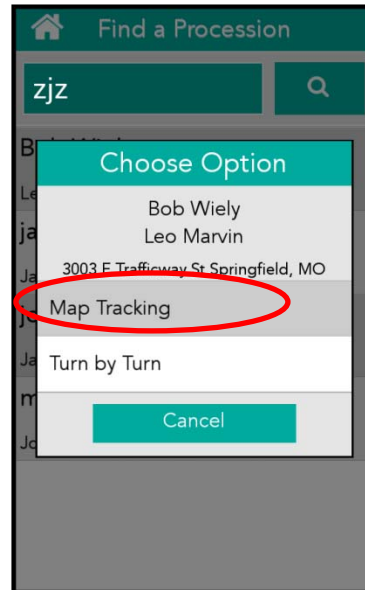 Find a Procession
zjz
Choose Option
Bob Wiely
Leo Marvin
3003 E Trafficway St Springfield, MO
Map Tracking
Turn by Turn
Cancel